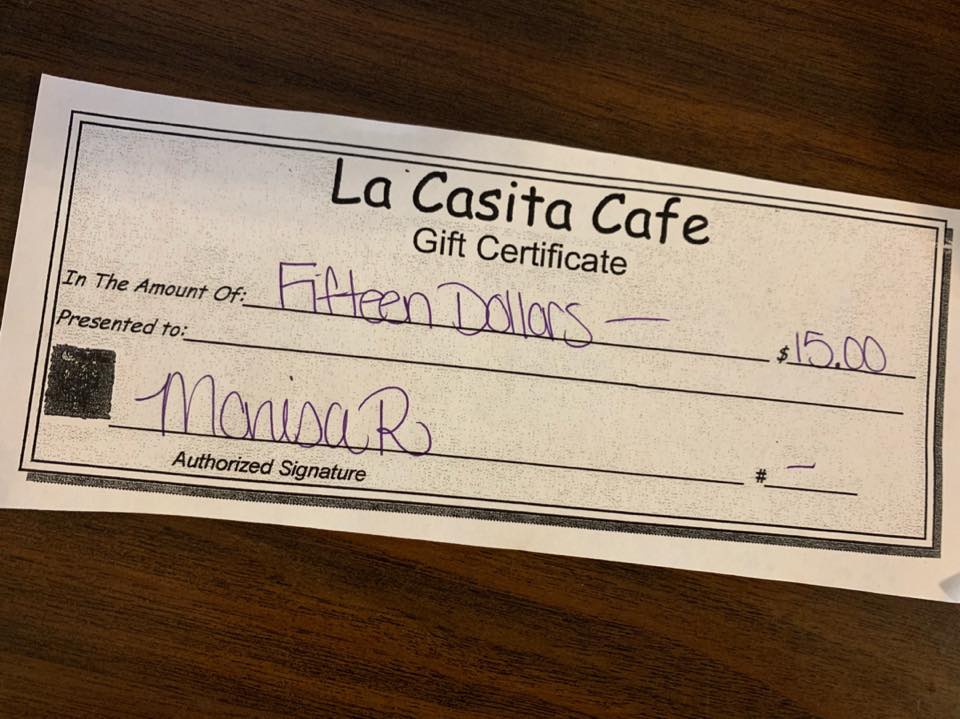 La Casita Cafe
Gift Certificate
In The Amount Of: Fifteen Dollars — $15.00
Presented to:
Marisa R
Authorized Signature # -